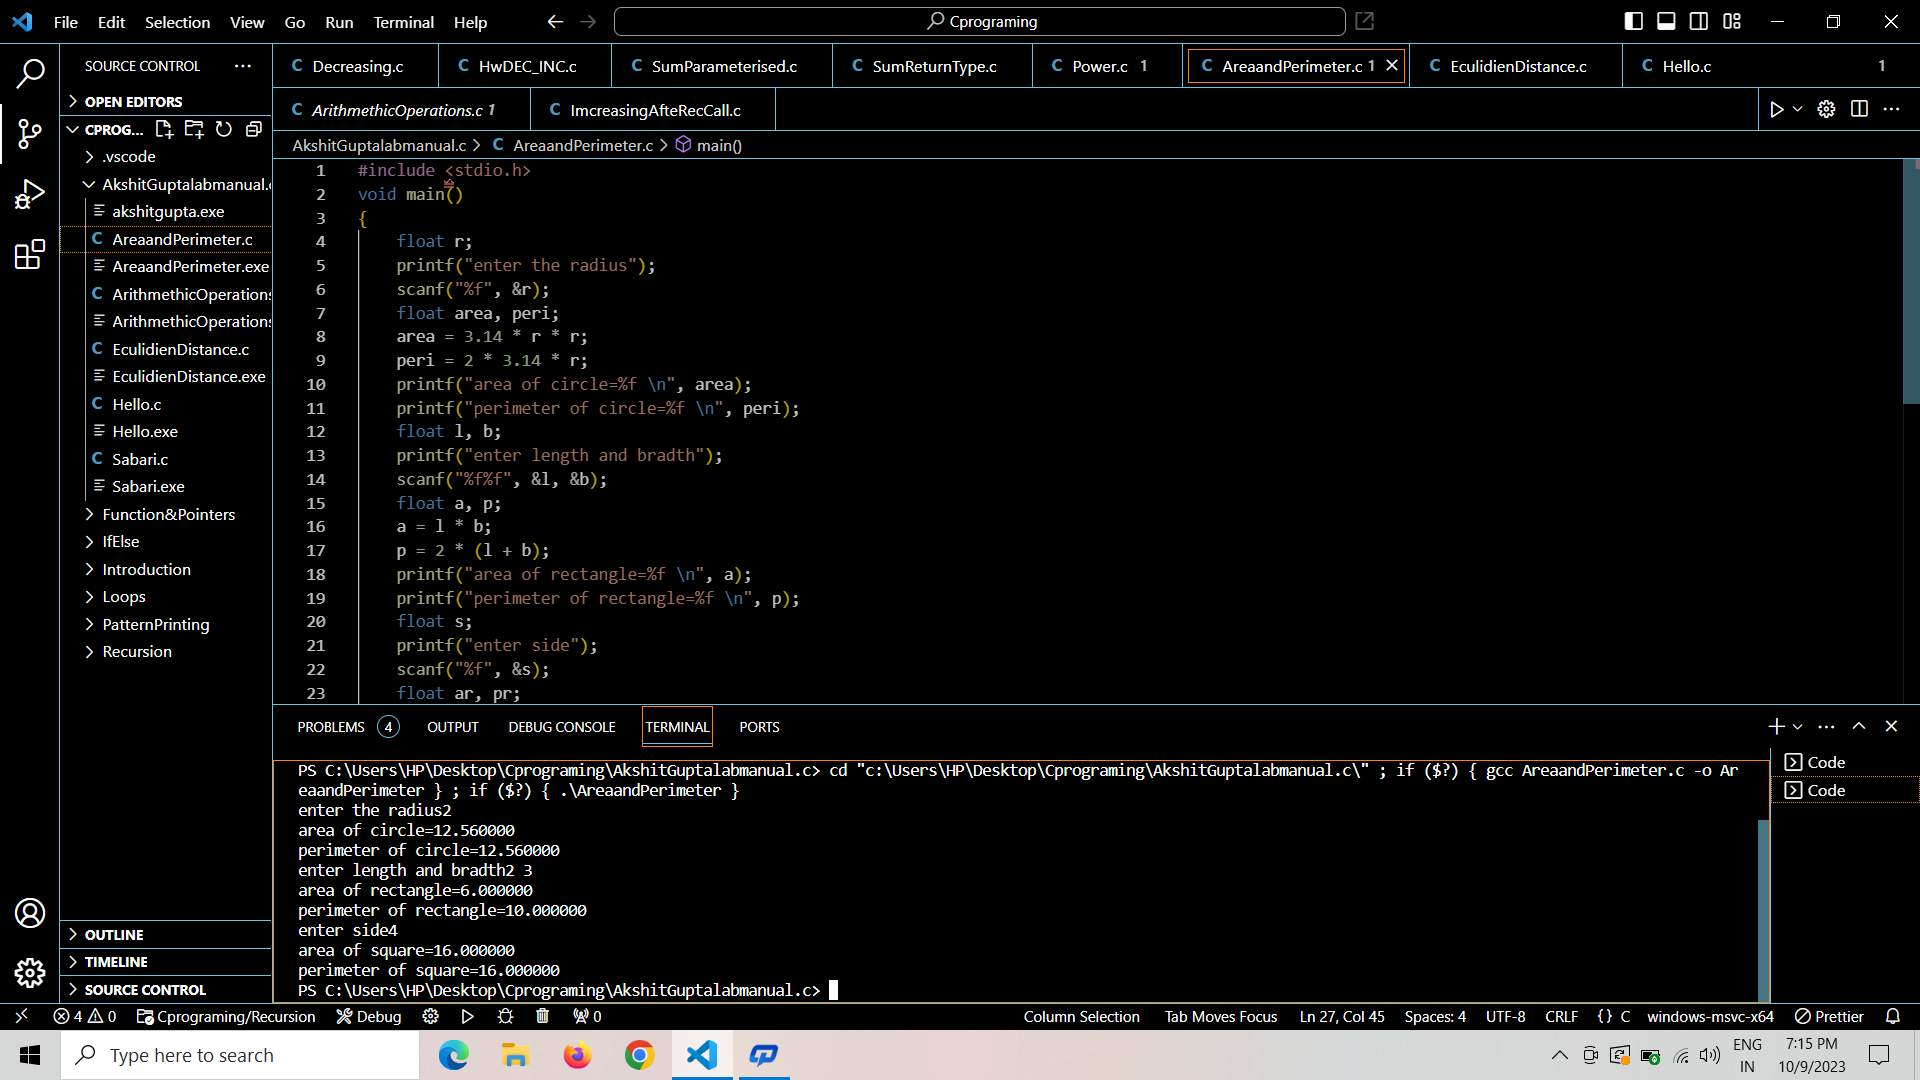 File Edit Selection View Go Run Terminal Help
Cprograming
SOURCE CONTROL
Decreasing.c
HwDEC_INC.c
SumParameterised.c
SumReturnType.c
Power.c 1
AreaandPerimeter.c 1
EculidienDistance.c
Hello.c 1
ArithmethicOperations.c 1
ImcreasingAfteRecCall.c
OPEN EDITORS
CPROG...
.vscode
AkshitGuptalabmanual.c
akshitgupta.exe
AreaandPerimeter.c
AreaandPerimeter.exe
ArithmethicOperations
ArithmethicOperations
EculidienDistance.c
EculidienDistance.exe
Hello.c
Hello.exe
Sabari.c
Sabari.exe
Function&Pointers
IfElse
Introduction
Loops
PatternPrinting
Recursion
OUTLINE
TIMELINE
SOURCE CONTROL
AkshitGuptalabmanual.c > C AreaandPerimeter.c > main()
1 #include <stdio.h>
2 void main()
3 {
4 float r;
5 printf("enter the radius");
6 scanf("%f", &r);
7 float area, peri;
8 area = 3.14 * r * r;
9 peri = 2 * 3.14 * r;
10 printf("area of circle=%f \n", area);
11 printf("perimeter of circle=%f \n", peri);
12 float l, b;
13 printf("enter length and bradth");
14 scanf("%f%f", &l, &b);
15 float a, p;
16 a = l * b;
17 p = 2 * (l + b);
18 printf("area of rectangle=%f \n", a);
19 printf("perimeter of rectangle=%f \n", p);
20 float s;
21 printf("enter side");
22 scanf("%f", &s);
23 float ar, pr;
PROBLEMS 4 OUTPUT DEBUG CONSOLE TERMINAL PORTS
PS C:\Users\HP\Desktop\Cprograming\AkshitGuptalabmanual.c> cd "c:\Users\HP\Desktop\Cprograming\AkshitGuptalabmanual.c\" ; if ($?) { gcc AreaandPerimeter.c -o Ar
eaandPerimeter } ; if ($?) { .\AreaandPerimeter }
enter the radius2
area of circle=12.560000
perimeter of circle=12.560000
enter length and bradth2 3
area of rectangle=6.000000
perimeter of rectangle=10.000000
enter side4
area of square=16.000000
perimeter of square=16.000000
PS C:\Users\HP\Desktop\Cprograming\AkshitGuptalabmanual.c>
Code
Code
4 0 Cprograming/Recursion Debug 0 Column Selection Tab Moves Focus Ln 27, Col 45 Spaces: 4 UTF-8 CRLF {} C windows-msvc-x64 Prettier
Type here to search
ENG
IN
7:15 PM
10/9/2023